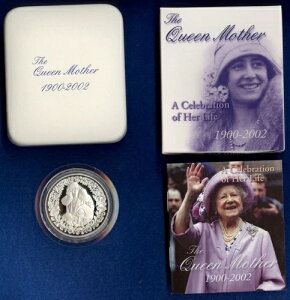 The
Queen Mother
1900-2002
The
Queen Mother
A Celebration
of Her Life
1900-2002
A Celebration
of Her Life
The
Queen Mother
1900-2002